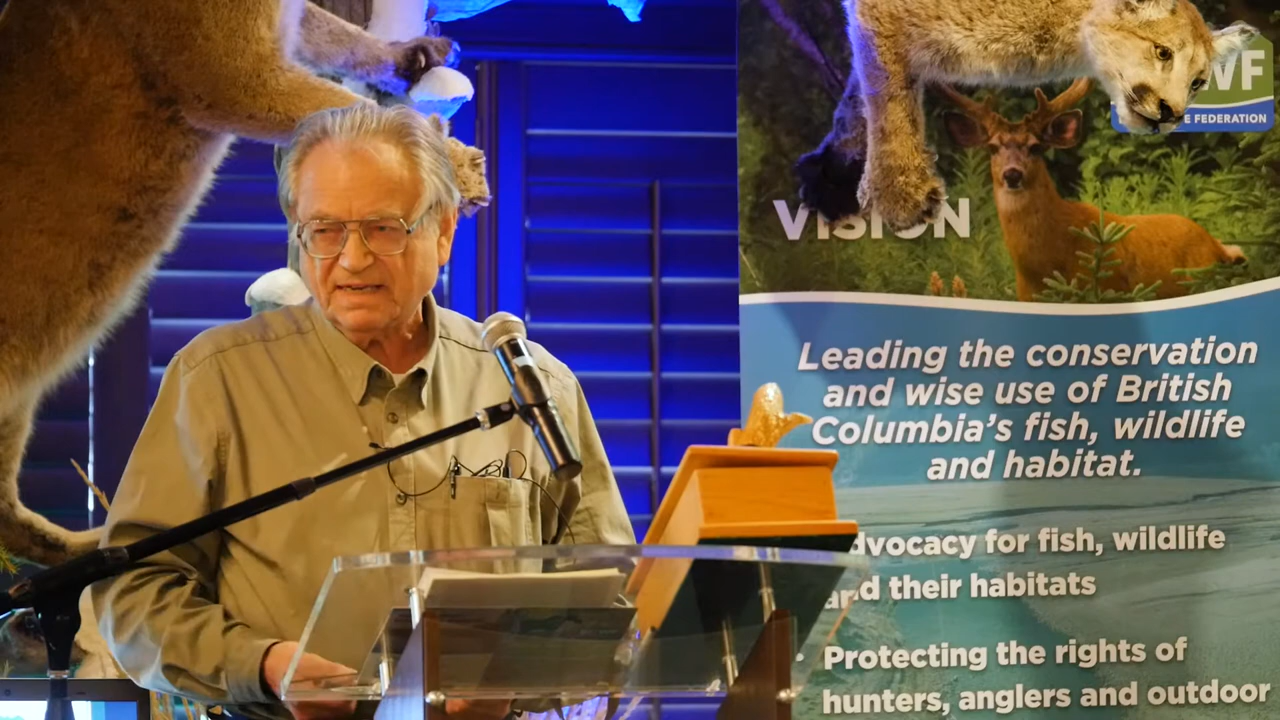 WF
E FEDERATION
VISION
Leading the conservation
and wise use of British
Columbia's fish, wildlife
and habitat.
dvocacy for fish, wildlife
and their habitats
Protecting the rights of
hunters, anglers and outdoor